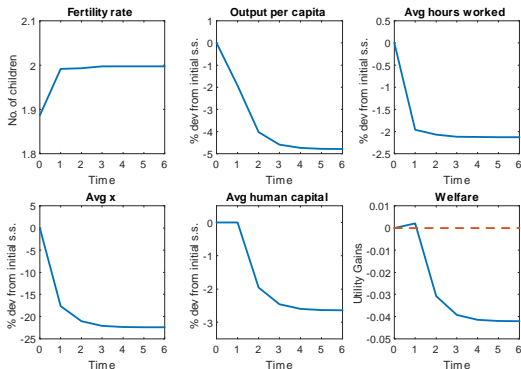 Fertility rate
No. of children
2.1
2
1.9
1.8
0 1 2 3 4 5 6
Time
Output per capita
% dev from initial s.s.
0
-1
-2
-3
-4
-5
0 1 2 3 4 5 6
Time
Avg hours worked
% dev from initial s.s.
0.5
0
-0.5
-1
-1.5
-2
-2.5
0 1 2 3 4 5 6
Time
Avg x
% dev from initial s.s.
5
0
-5
-10
-15
-20
-25
0 1 2 3 4 5 6
Time
Avg human capital
% dev from initial s.s.
0
-1
-2
-3
0 1 2 3 4 5 6
Time
Welfare
Utility Gains
0.01
0
-0.01
-0.02
-0.03
-0.04
-0.05
0 1 2 3 4 5 6
Time